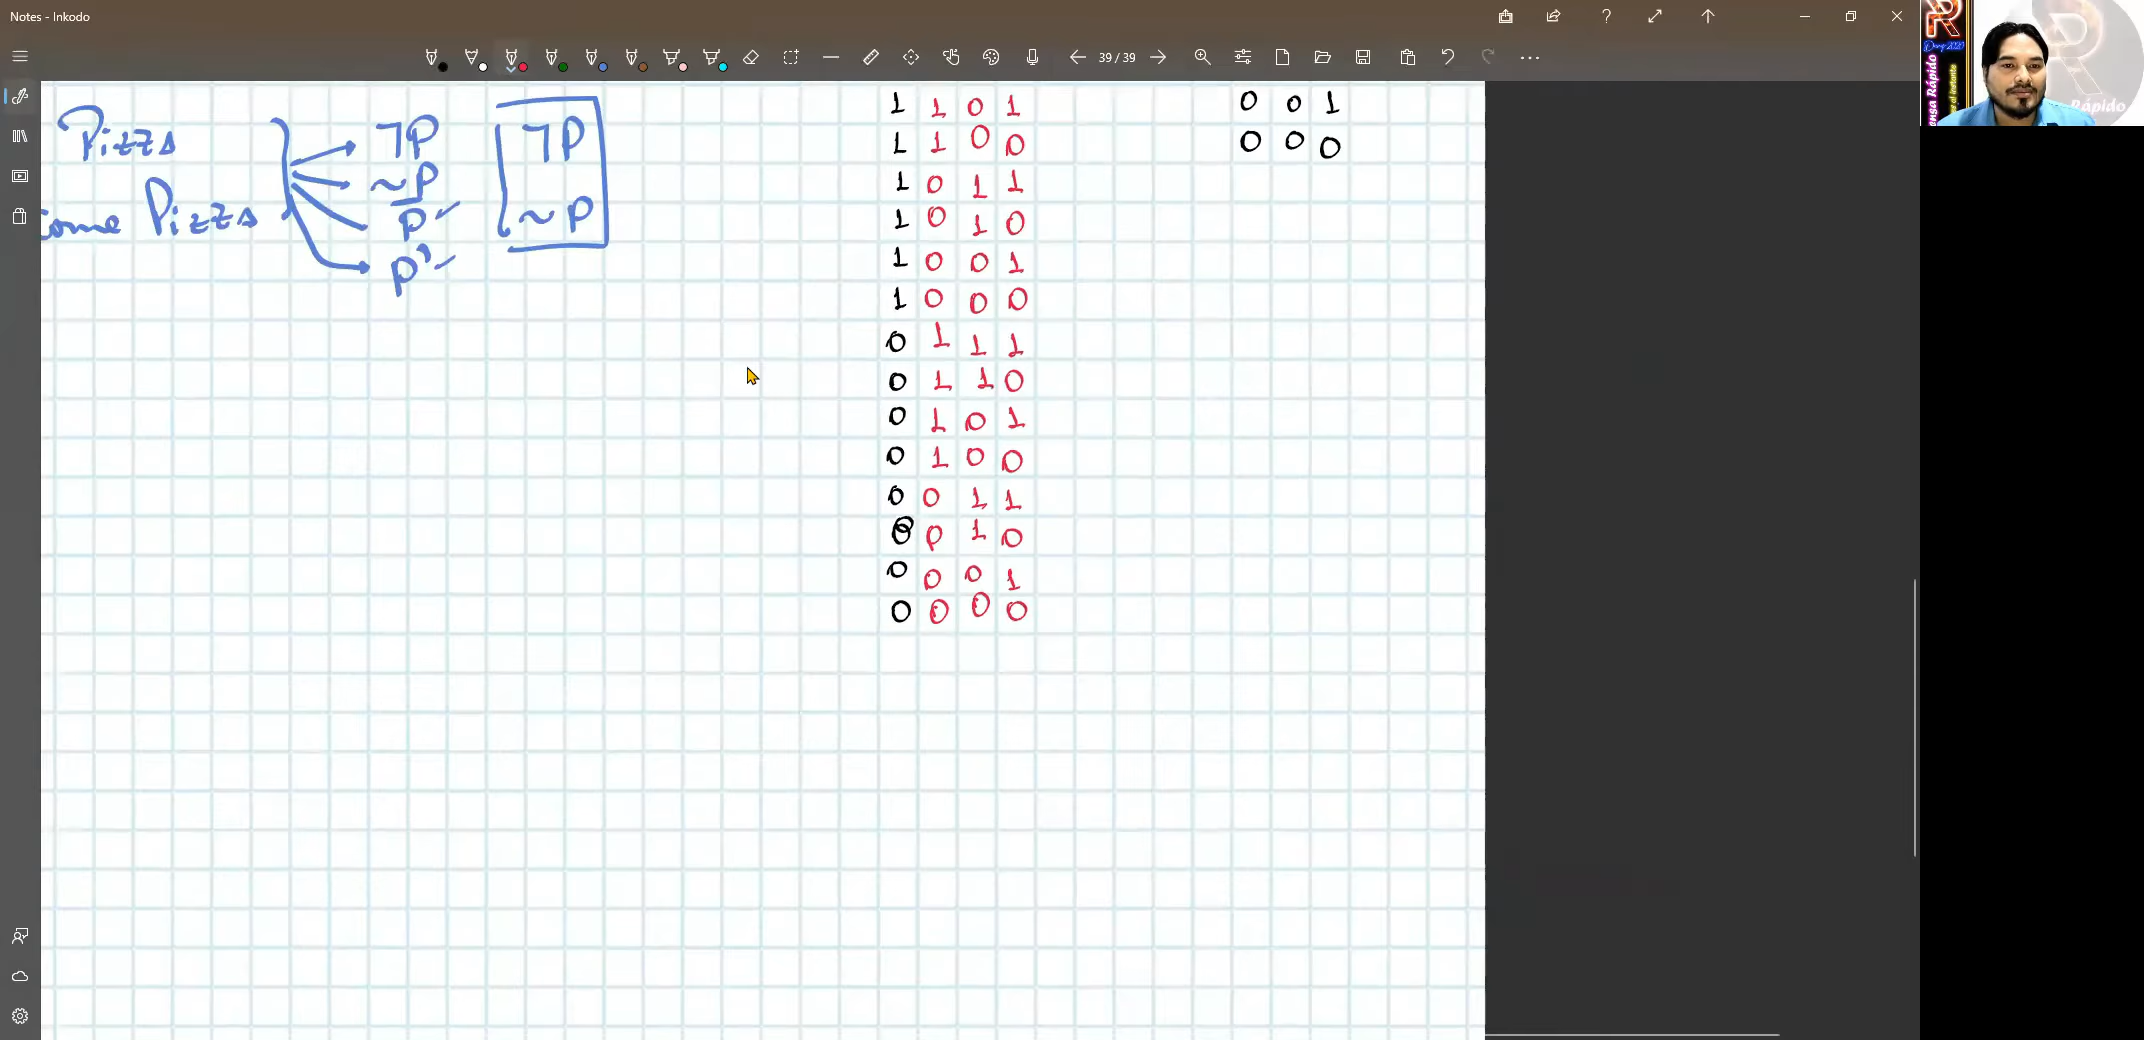 Notes - Inkodo
39 / 39
Pizza
come Pizza
¬P
~P
P̅
P'
¬P
~P
1 1 0 1
1 1 0 0
1 0 1 1
1 0 1 0
1 0 0 1
1 0 0 0
0 1 1 1
0 1 1 0
0 1 0 1
0 1 0 0
0 0 1 1
0 0 1 0
0 0 0 1
0 0 0 0
0 0 1
0 0 0
ensa Rápido
Rápido